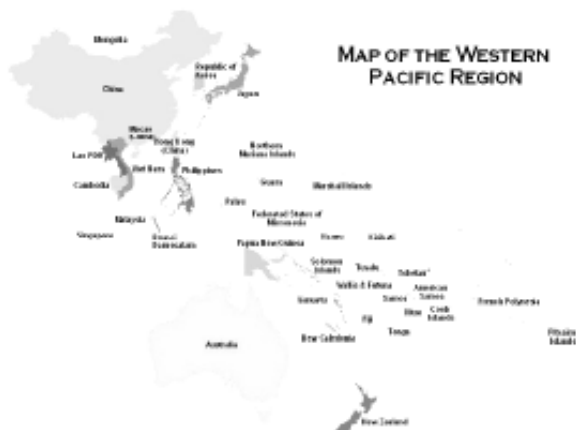 Mongolia
MAP OF THE WESTERN
PACIFIC REGION
Republic of
Korea
China
Japan
Macao
(China)
Hong Kong
(China)
Lao PDR
Viet Nam
Philippines
Northern
Mariana Islands
Cambodia
Guam
Marshall Islands
Palau
Malaysia
Federated States of
Micronesia
Singapore
Brunei
Darussalam
Papua New Guinea
Nauru
Kiribati
Solomon
Islands
Tuvalu
Tokelau
Wallis & Futuna
Vanuatu
Samoa
American
Samoa
French Polynesia
Fiji
Niue
Cook
Islands
Tonga
New Caledonia
Australia
Pitcairn
Islands
New Zealand